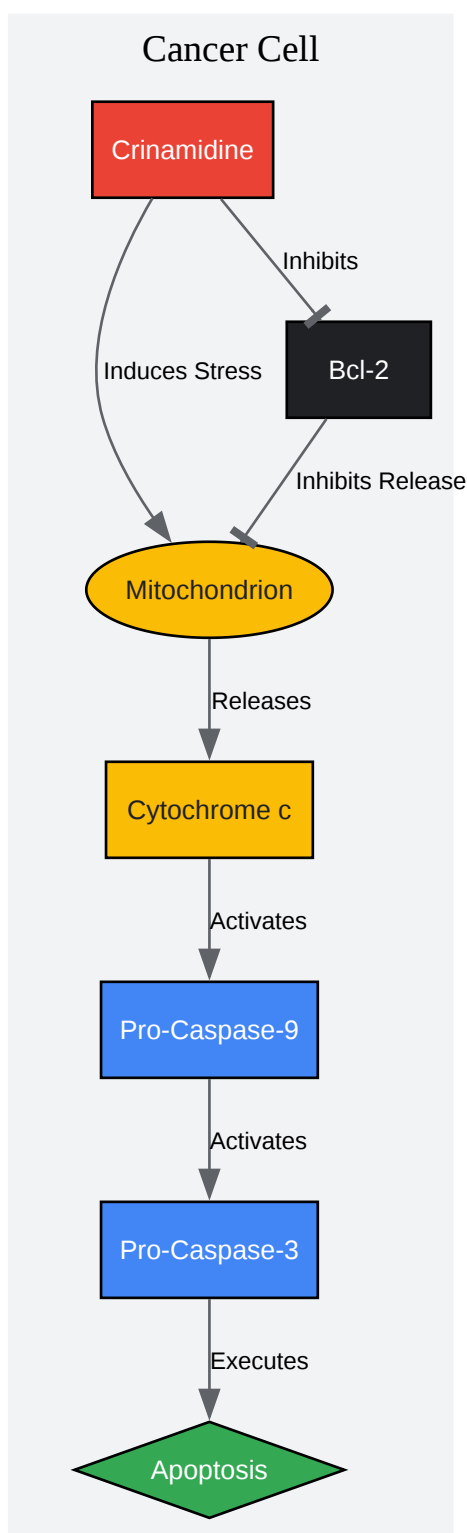 Cancer Cell
Crinamidine
Inhibits
Induces Stress
Bcl-2
Inhibits Release
Mitochondrion
Releases
Cytochrome c
Activates
Pro-Caspase-9
Activates
Pro-Caspase-3
Executes
Apoptosis